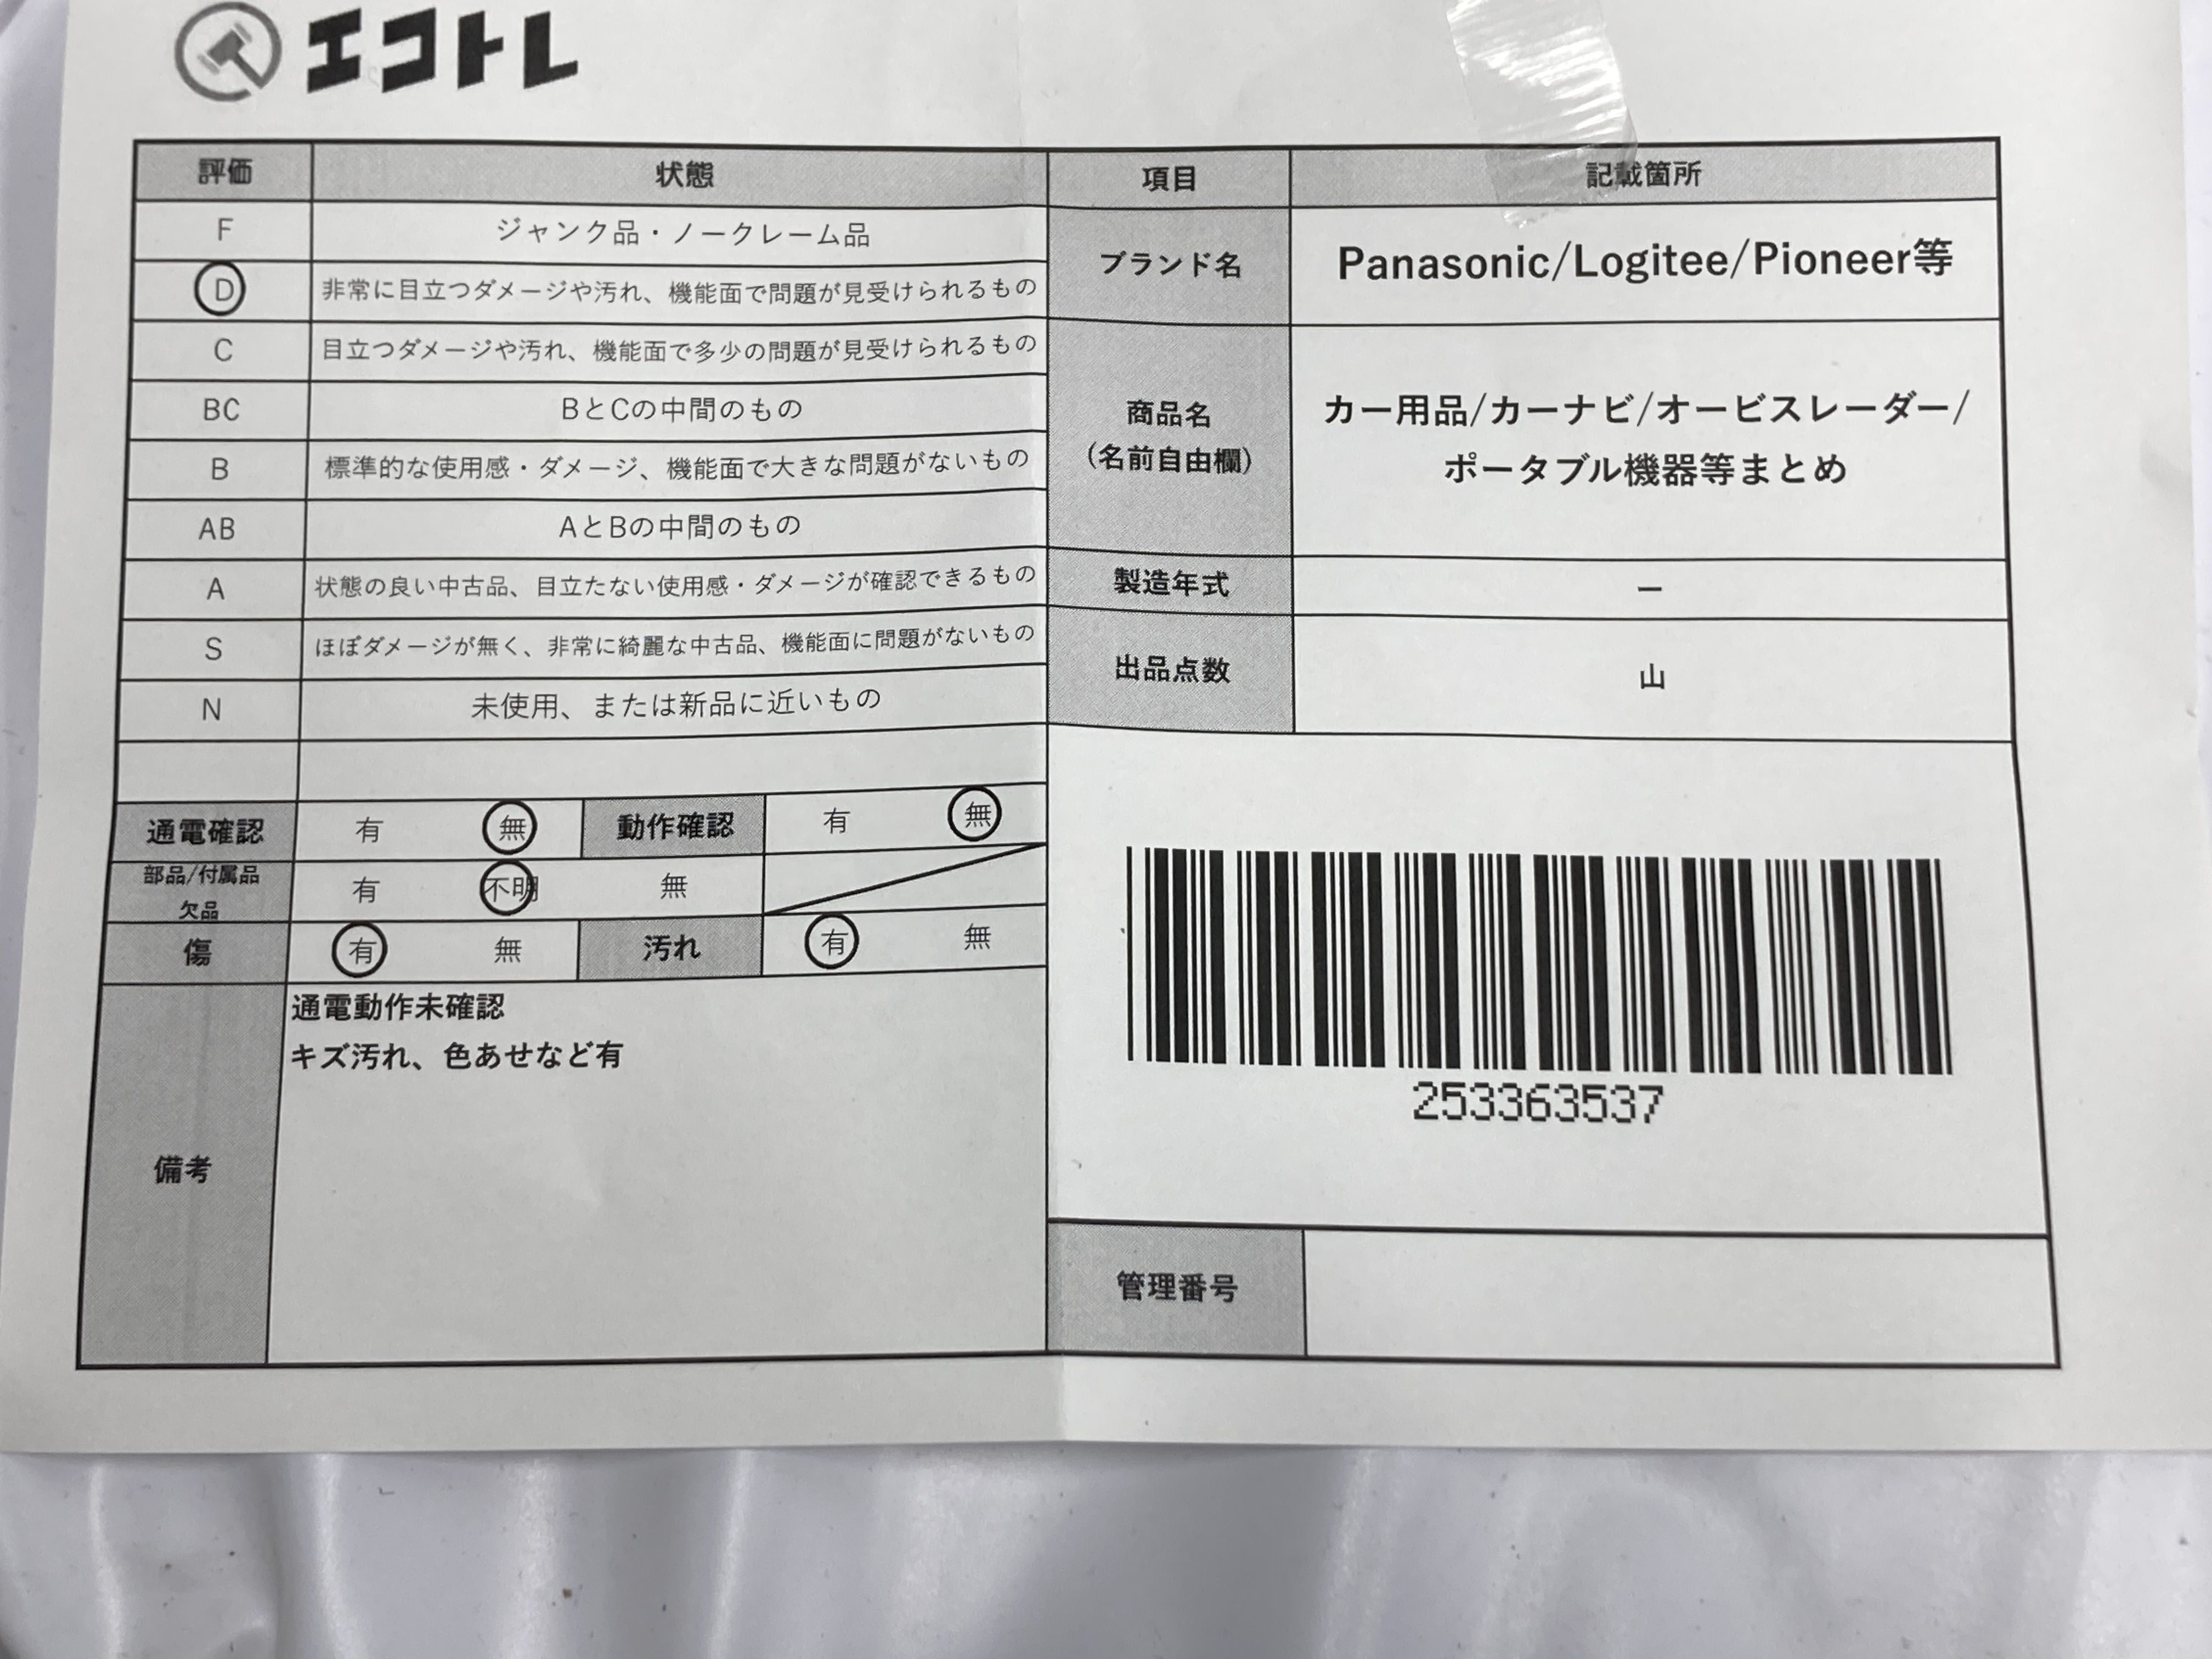 エコトレ
評価 状態
F ジャンク品・ノークレーム品
D 非常に目立つダメージや汚れ、機能面で問題が見受けられるもの
C 目立つダメージや汚れ、機能面で多少の問題が見受けられるもの
BC BとCの中間のもの
B 標準的な使用感・ダメージ、機能面で大きな問題がないもの
AB AとBの中間のもの
A 状態の良い中古品、目立たない使用感・ダメージが確認できるもの
S ほぼダメージが無く、非常に綺麗な中古品、機能面に問題がないもの
N 未使用、または新品に近いもの
通電確認 有 無 動作確認 有 無
部品/付属品
欠品 有 不明 無
傷 有 無 汚れ 有 無
備考
通電動作未確認
キズ汚れ、色あせなど有
項目 記載箇所
ブランド名 Panasonic/Logitee/Pioneer等
商品名
(名前自由欄)
カー用品/カーナビ/オービスレーダー/
ポータブル機器等まとめ
製造年式 ー
出品点数 山
253363537
管理番号